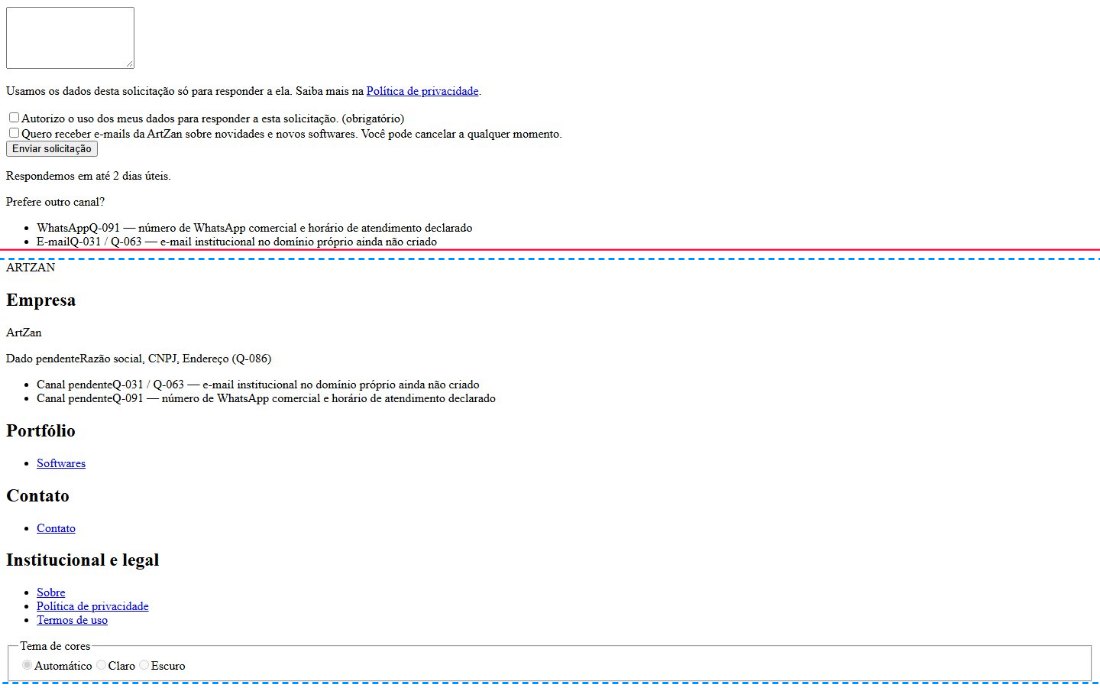 Usamos os dados desta solicitação só para responder a ela. Saiba mais na Política de privacidade.
Autorizo o uso dos meus dados para responder a esta solicitação. (obrigatório)
Quero receber e-mails da ArtZan sobre novidades e novos softwares. Você pode cancelar a qualquer momento.
Enviar solicitação
Respondemos em até 2 dias úteis.
Prefere outro canal?
WhatsAppQ-091 — número de WhatsApp comercial e horário de atendimento declarado
E-mailQ-031 / Q-063 — e-mail institucional no domínio próprio ainda não criado
ARTZAN
Empresa
ArtZan
Dado pendenteRazão social, CNPJ, Endereço (Q-086)
Canal pendenteQ-031 / Q-063 — e-mail institucional no domínio próprio ainda não criado
Canal pendenteQ-091 — número de WhatsApp comercial e horário de atendimento declarado
Portfólio
Softwares
Contato
Contato
Institucional e legal
Sobre
Política de privacidade
Termos de uso
Tema de cores
Automático Claro Escuro